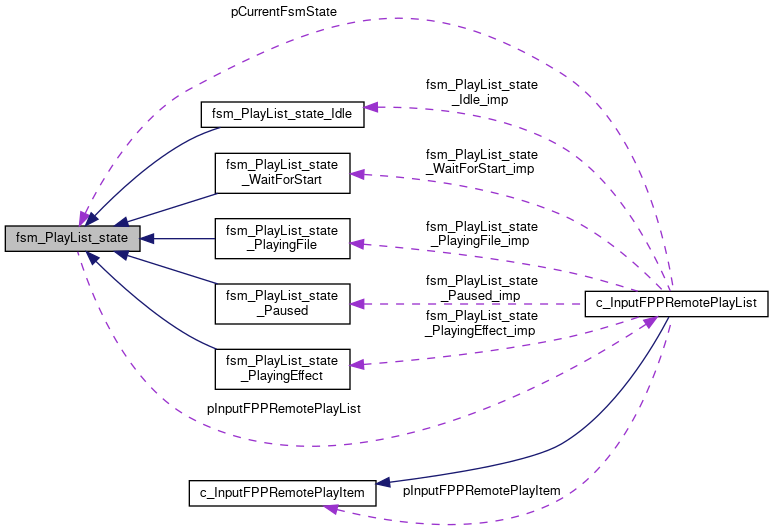 pCurrentFsmState
fsm_PlayList_state
_Idle_imp
fsm_PlayList_state_Idle
fsm_PlayList_state
_WaitForStart_imp
fsm_PlayList_state
_WaitForStart
fsm_PlayList_state
_PlayingFile_imp
fsm_PlayList_state
_PlayingFile
fsm_PlayList_state
fsm_PlayList_state
_Paused_imp
fsm_PlayList_state
_Paused
c_InputFPPRemotePlayList
fsm_PlayList_state
_PlayingEffect_imp
fsm_PlayList_state
_PlayingEffect
pInputFPPRemotePlayList
c_InputFPPRemotePlayItem
pInputFPPRemotePlayItem